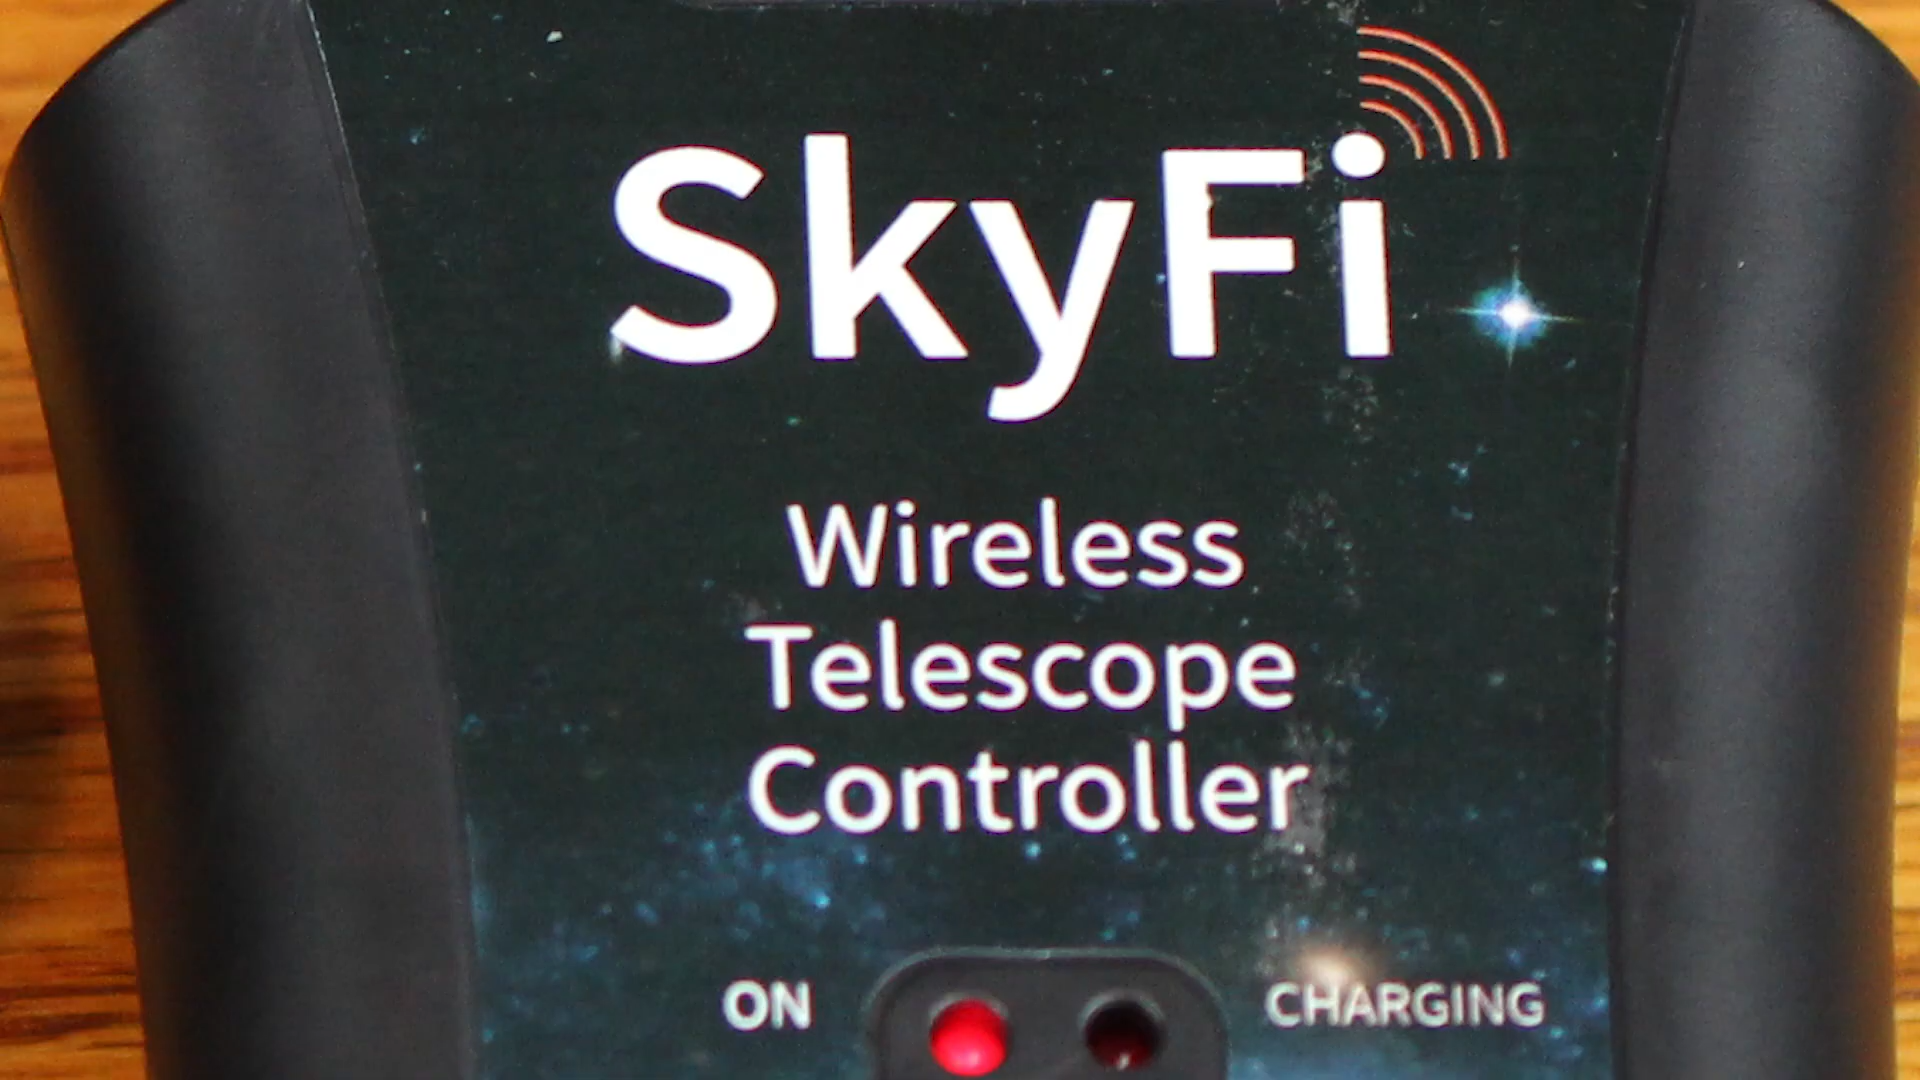 SkyFi
Wireless
Telescope
Controller
ON
CHARGING